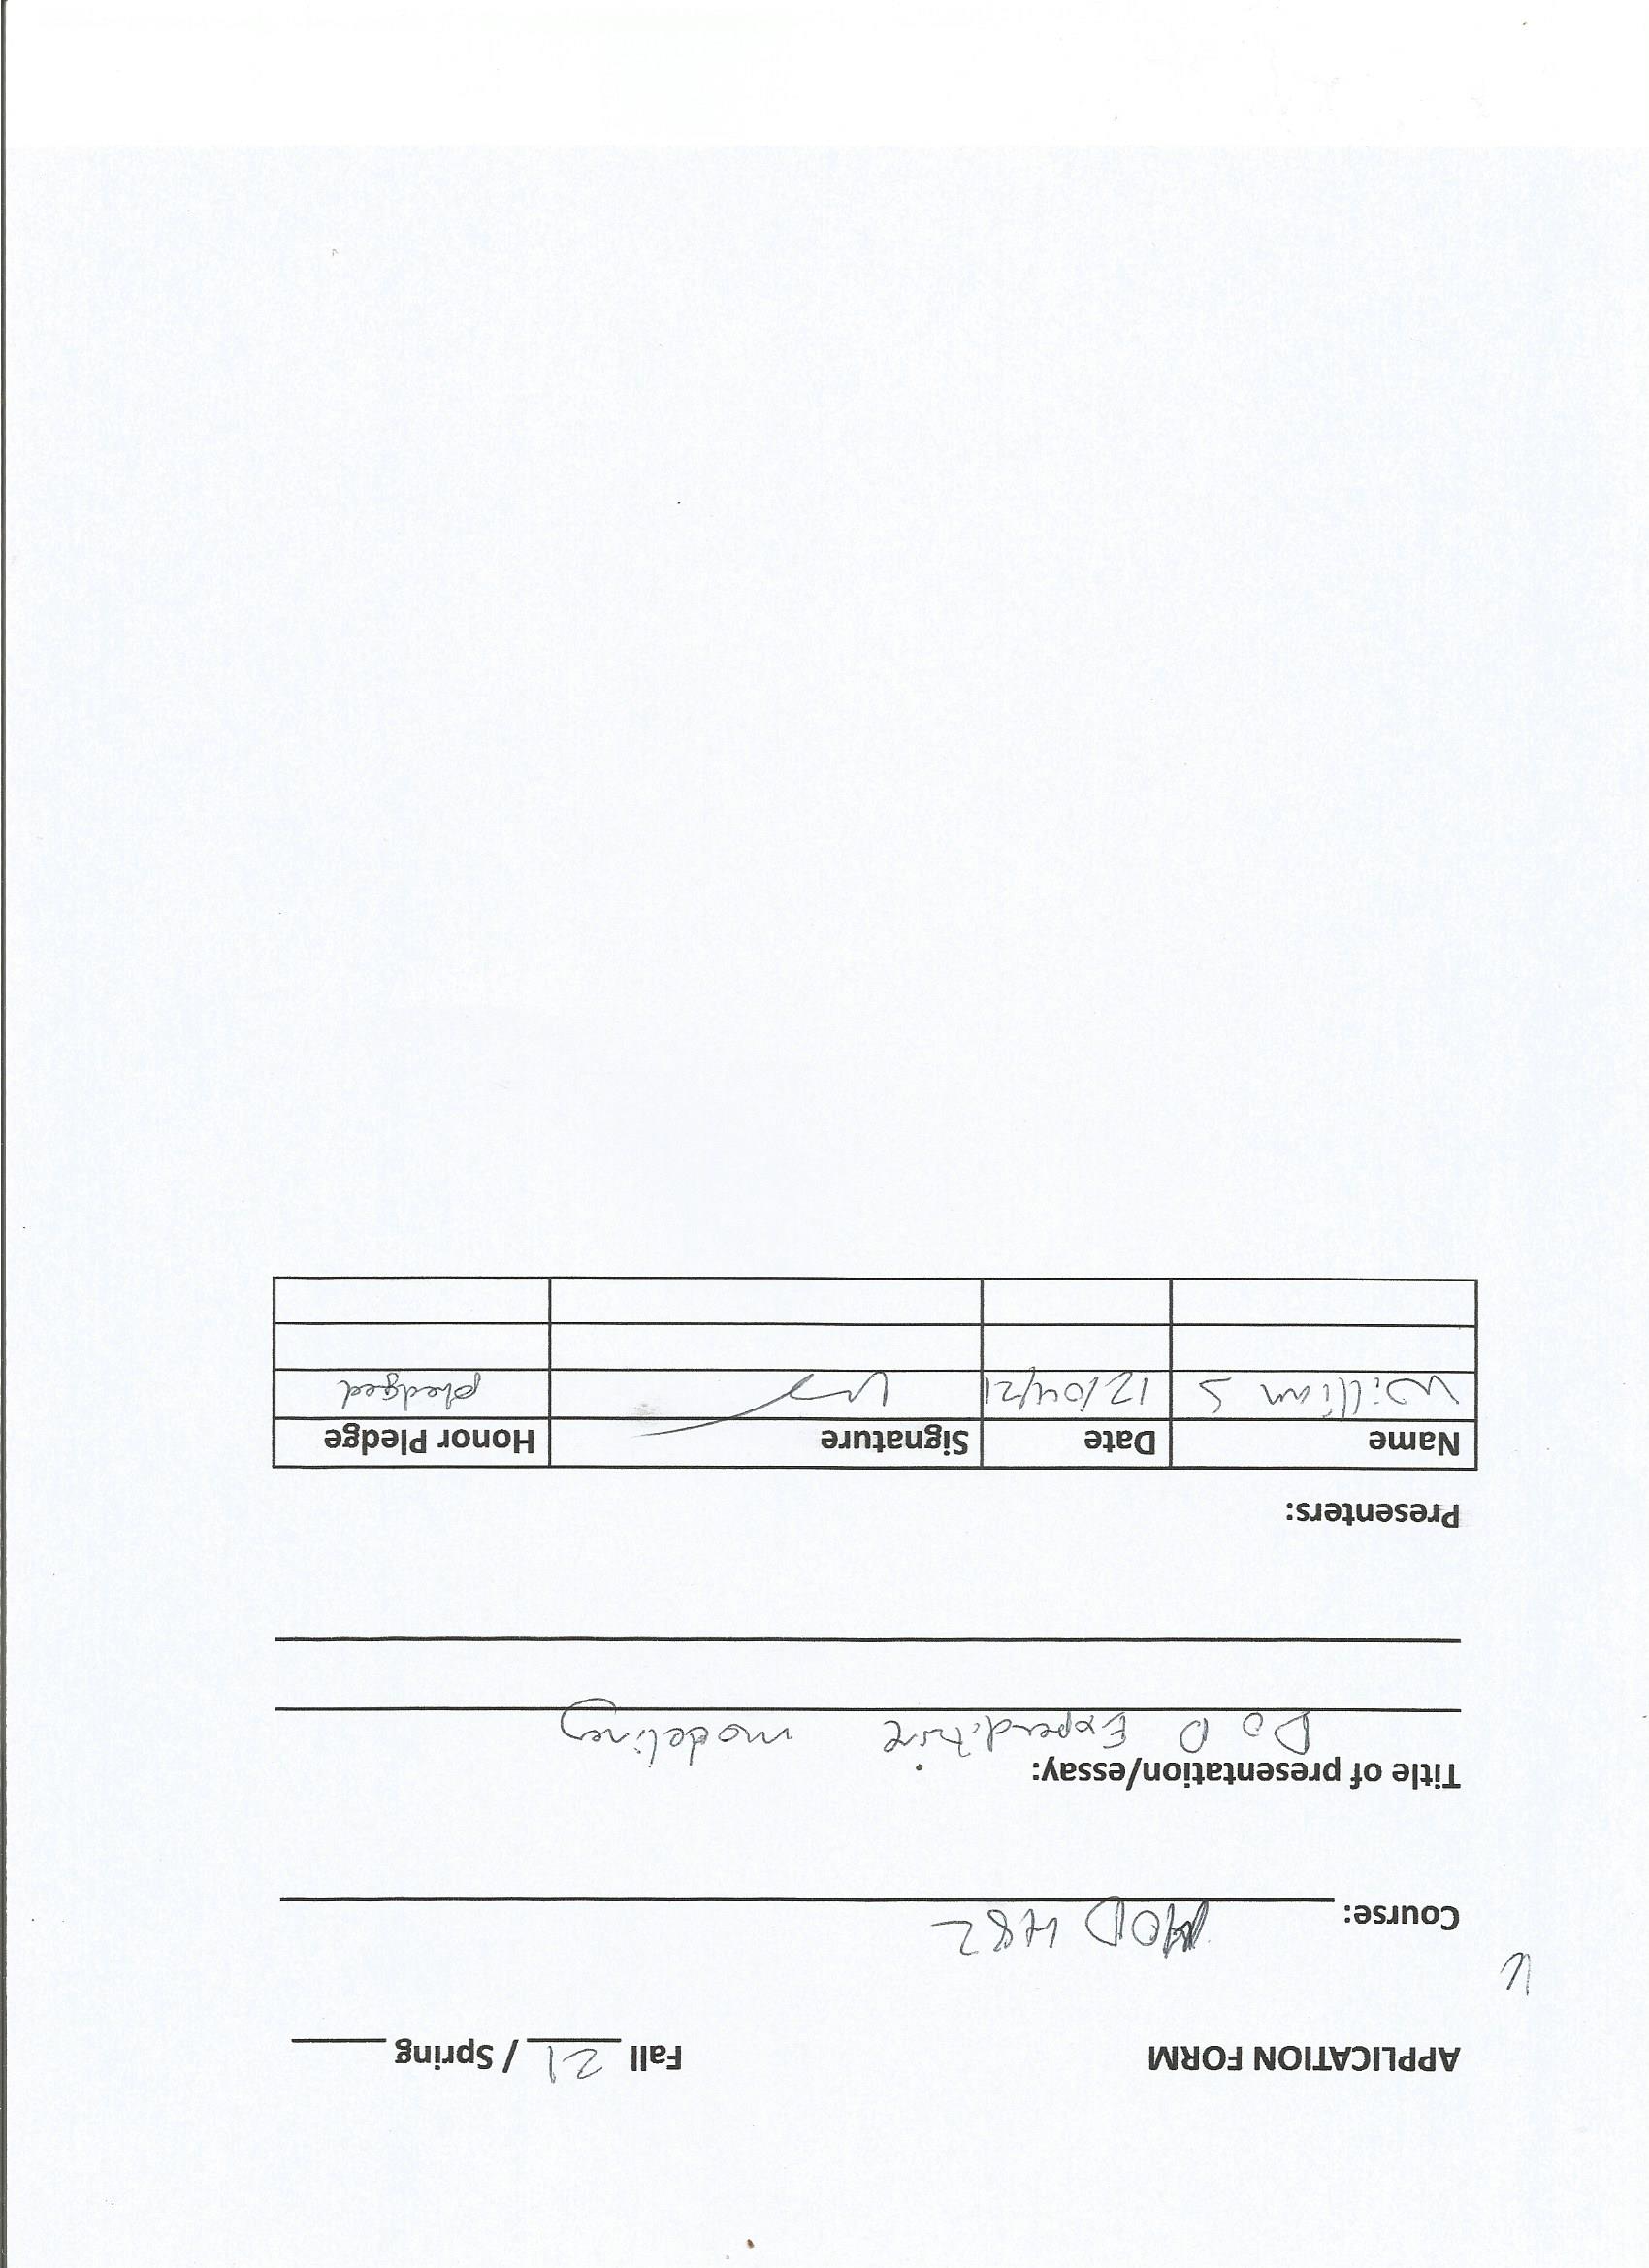 APPLICATION FORM Fall 21 / Spring _____
Course: MOD 482
Title of presentation/essay:
DoD Expenditure modeling
Presenters:
Name Date Signature Honor Pledge
William S 12/04/21 pledged